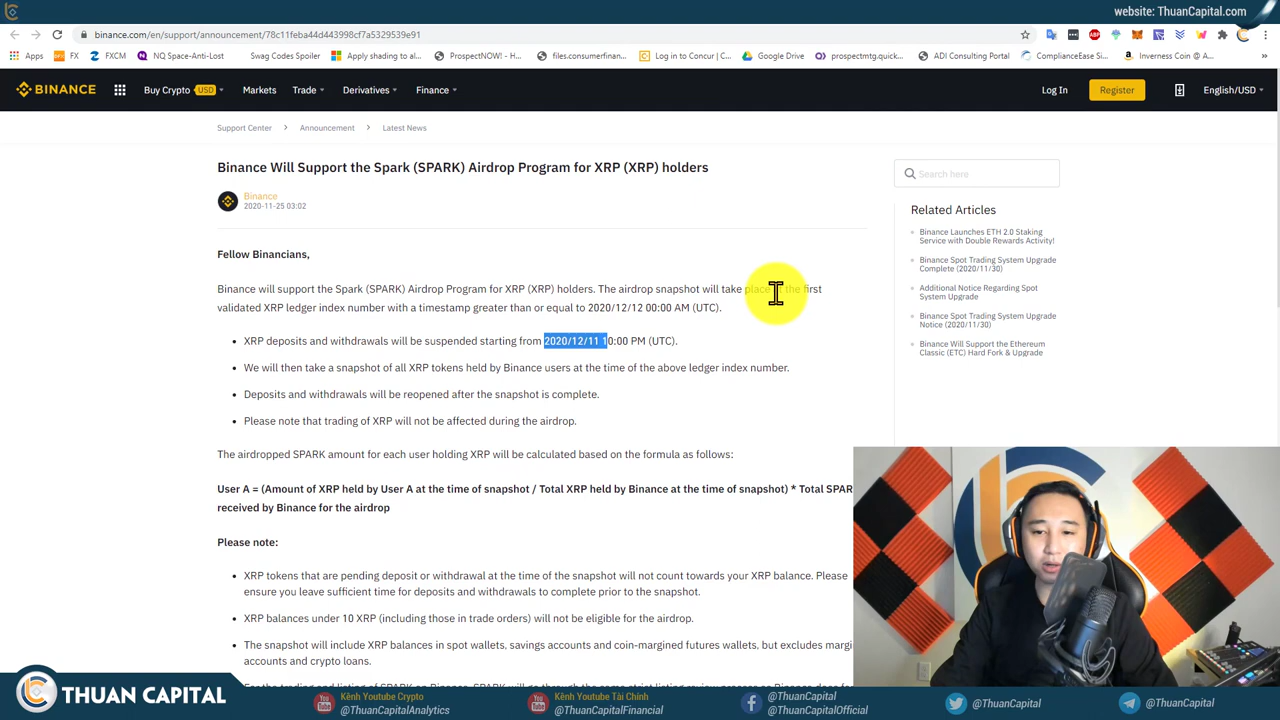 website: ThuanCapital.com
binance.com/en/support/announcement/78c11feba44d443998cf7a5329539e91
Apps FX FXCM NQ Space-Anti-Lost Swag Codes Spoiler Apply shading to al... ProspectNOW! -... files.consumerfinan... Log in to Concur |... Google Drive prospectmtg.quick... ADI Consulting Portal ComplianceEase Si... Inverness Coin @ A... »
BINANCE Buy Crypto USD Markets Trade Derivatives Finance Log In Register English/USD
Support Center > Announcement > Latest News
Binance Will Support the Spark (SPARK) Airdrop Program for XRP (XRP) holders
Binance
2020-11-25 03:02
Fellow Binancians,
Binance will support the Spark (SPARK) Airdrop Program for XRP (XRP) holders. The airdrop snapshot will take place the first
validated XRP ledger index number with a timestamp greater than or equal to 2020/12/12 00:00 AM (UTC).
• XRP deposits and withdrawals will be suspended starting from 2020/12/11 10:00 PM (UTC).
• We will then take a snapshot of all XRP tokens held by Binance users at the time of the above ledger index number.
• Deposits and withdrawals will be reopened after the snapshot is complete.
• Please note that trading of XRP will not be affected during the airdrop.
The airdropped SPARK amount for each user holding XRP will be calculated based on the formula as follows:
User A = (Amount of XRP held by User A at the time of snapshot / Total XRP held by Binance at the time of snapshot) * Total SPAR
received by Binance for the airdrop
Please note:
• XRP tokens that are pending deposit or withdrawal at the time of the snapshot will not count towards your XRP balance. Please
ensure you leave sufficient time for deposits and withdrawals to complete prior to the snapshot.
• XRP balances under 10 XRP (including those in trade orders) will not be eligible for the airdrop.
• The snapshot will include XRP balances in spot wallets, savings accounts and coin-margined futures wallets, but excludes margi
accounts and crypto loans.
Search here
Related Articles
Binance Launches ETH 2.0 Staking
Service with Double Rewards Activity!
Binance Spot Trading System Upgrade
Complete (2020/11/30)
Additional Notice Regarding Spot
System Upgrade
Binance Spot Trading System Upgrade
Notice (2020/11/30)
Binance Will Support the Ethereum
Classic (ETC) Hard Fork & Upgrade
THUAN CAPITAL
Kênh Youtube Crypto
@ThuanCapitalAnalytics
Kênh Youtube Tài Chính
@ThuanCapitalFinancial
@ThuanCapital
@ThuanCapitalOfficial
@ThuanCapital
@ThuanCapital